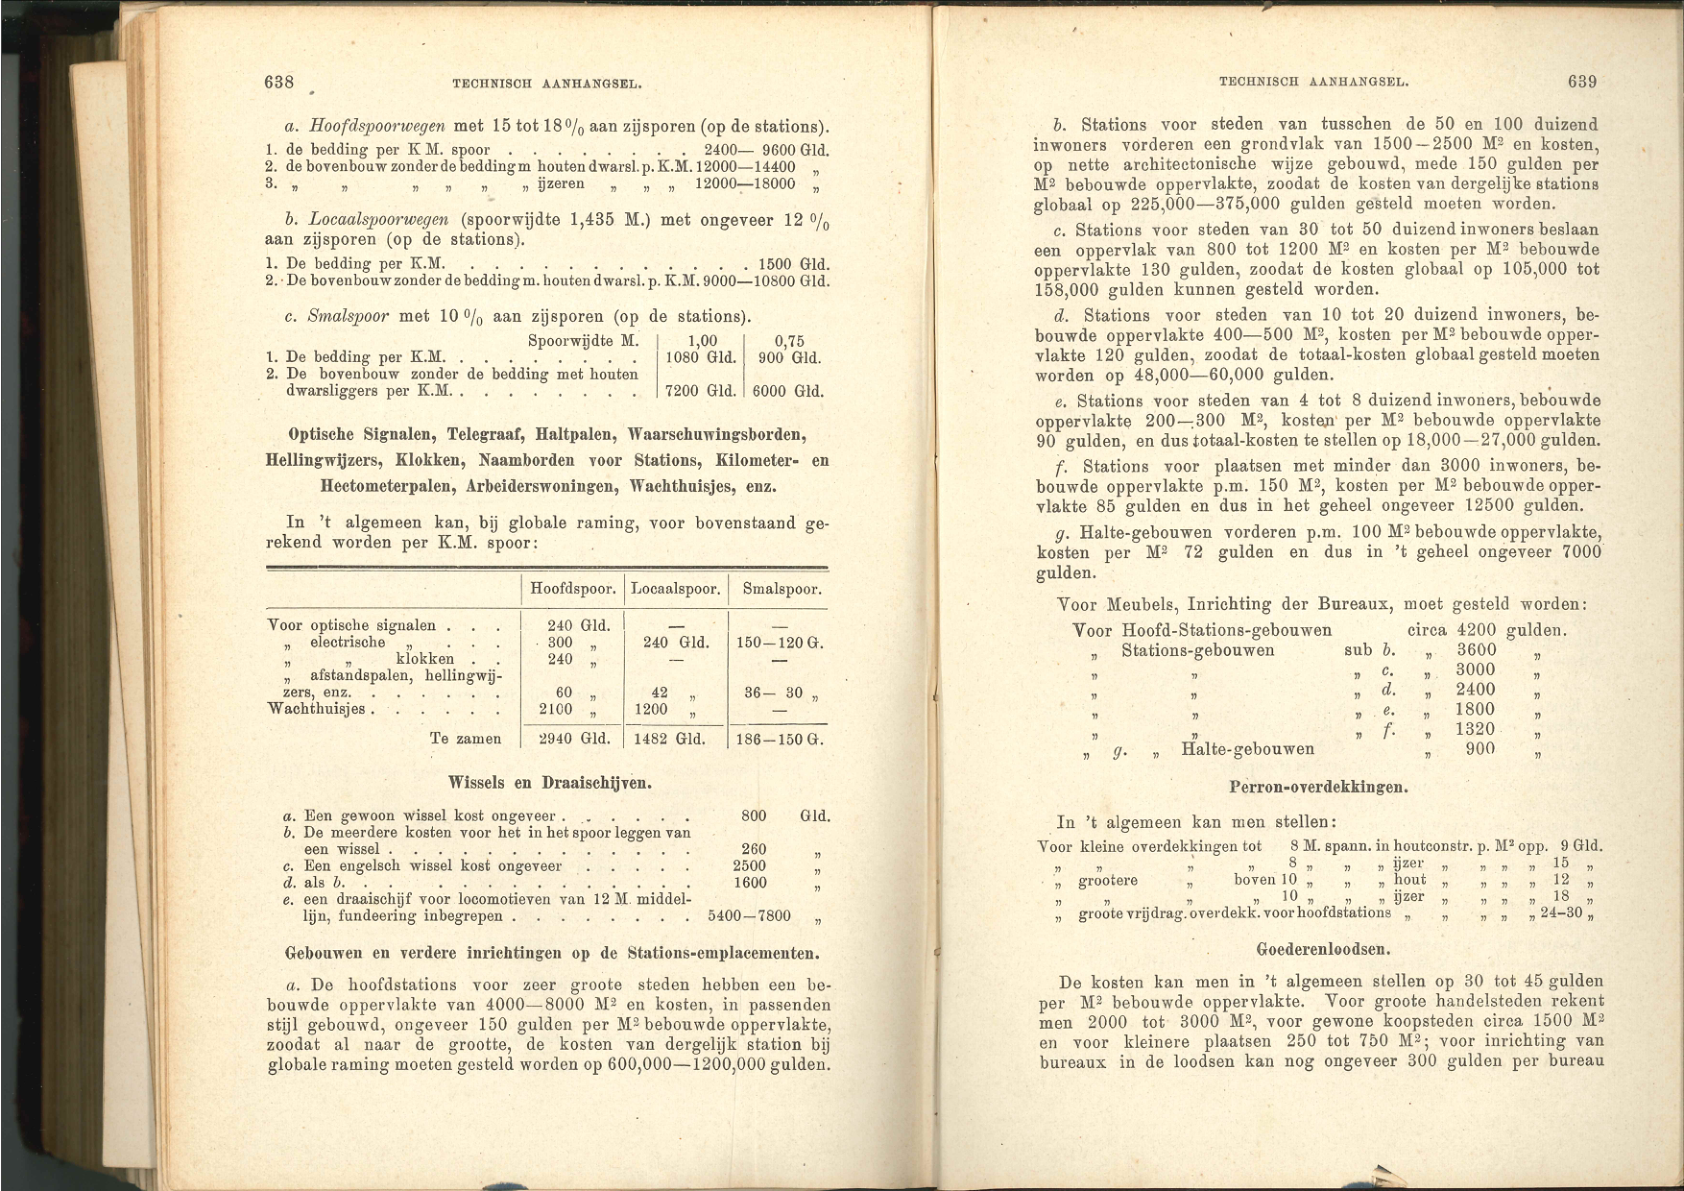 638 TECHNISCH AANHANGSEL.
a. Hoofdspoorwegen met 15 tot 18 0/0 aan zijsporen (op de stations).
1. de bedding per K M. spoor . . . . . . . . 2400— 9600 Gld.
2. de bovenbouw zonder de bedding m houten dwarsl. p. K.M. 12000—14400 „
3. „ „ „ „ „ „ ijzeren „ „ „ 12000—18000 „
b. Locaalspoorwegen (spoorwijdte 1,435 M.) met ongeveer 12 0/0
aan zijsporen (op de stations).
1. De bedding per K.M. . . . . . . . . . . . . 1500 Gld.
2. De bovenbouw zonder de bedding m. houten dwarsl. p. K.M. 9000—10800 Gld.
c. Smalspoor met 10 0/0 aan zijsporen (op de stations).
Spoorwijdte M. 1,00 0,75
1. De bedding per K.M. . . . . . . . . 1080 Gld. 900 Gld.
2. De bovenbouw zonder de bedding met houten
dwarsliggers per K.M. . . . . . . . . 7200 Gld. 6000 Gld.
Optische Signalen, Telegraaf, Haltpalen, Waarschuwingsborden,
Hellingwijzers, Klokken, Naamborden voor Stations, Kilometer- en
Hectometerpalen, Arbeiderswoningen, Wachthuisjes, enz.
In 't algemeen kan, bij globale raming, voor bovenstaand ge-
rekend worden per K.M. spoor:
Hoofdspoor. Locaalspoor. Smalspoor.
Voor optische signalen . . . 240 Gld. — —
„ electrische „ . . . 300 „ 240 Gld. 150—120 G.
„ „ klokken . . 240 „ — —
„ afstandspalen, hellingwij-
zers, enz. . . . . . . 60 „ 42 „ 36— 30 „
Wachthuisjes . . . . . . 2100 „ 1200 „ —
Te zamen 2940 Gld. 1482 Gld. 186—150 G.
Wissels en Draaischijven.
a. Een gewoon wissel kost ongeveer . . . . . . 800 Gld.
b. De meerdere kosten voor het in het spoor leggen van
een wissel . . . . . . . . . . . . . 260 „
c. Een engelsch wissel kost ongeveer . . . . . 2500 „
d. als b. . . . . . . . . . . . . . . 1600 „
e. een draaischijf voor locomotieven van 12 M. middel-
lijn, fundeering inbegrepen . . . . . . . . 5400—7800 „
Gebouwen en verdere inrichtingen op de Stations-emplacementen.
a. De hoofdstations voor zeer groote steden hebben een be-
bouwde oppervlakte van 4000—8000 M2 en kosten, in passenden
stijl gebouwd, ongeveer 150 gulden per M2 bebouwde oppervlakte,
zoodat al naar de grootte, de kosten van dergelijk station bij
globale raming moeten gesteld worden op 600,000—1200,000 gulden.
TECHNISCH AANHANGSEL. 639
b. Stations voor steden van tusschen de 50 en 100 duizend
inwoners vorderen een grondvlak van 1500—2500 M2 en kosten,
op nette architectonische wijze gebouwd, mede 150 gulden per
M2 bebouwde oppervlakte, zoodat de kosten van dergelijke stations
globaal op 225,000—375,000 gulden gesteld moeten worden.
c. Stations voor steden van 30 tot 50 duizend inwoners beslaan
een oppervlak van 800 tot 1200 M2 en kosten per M2 bebouwde
oppervlakte 130 gulden, zoodat de kosten globaal op 105,000 tot
158,000 gulden kunnen gesteld worden.
d. Stations voor steden van 10 tot 20 duizend inwoners, be-
bouwde oppervlakte 400—500 M2, kosten per M2 bebouwde opper-
vlakte 120 gulden, zoodat de totaal-kosten globaal gesteld moeten
worden op 48,000—60,000 gulden.
e. Stations voor steden van 4 tot 8 duizend inwoners, bebouwde
oppervlakte 200—300 M2, kosten per M2 bebouwde oppervlakte
90 gulden, en dus totaal-kosten te stellen op 18,000—27,000 gulden.
f. Stations voor plaatsen met minder dan 3000 inwoners, be-
bouwde oppervlakte p.m. 150 M2, kosten per M2 bebouwde opper-
vlakte 85 gulden en dus in het geheel ongeveer 12500 gulden.
g. Halte-gebouwen vorderen p.m. 100 M2 bebouwde oppervlakte,
kosten per M2 72 gulden en dus in 't geheel ongeveer 7000
gulden.
Voor Meubels, Inrichting der Bureaux, moet gesteld worden:
Voor Hoofd-Stations-gebouwen circa 4200 gulden.
„ Stations-gebouwen sub b. „ 3600 „
„ „ „ c. „ 3000 „
„ „ „ d. „ 2400 „
„ „ „ e. „ 1800 „
„ „ „ f. „ 1320 „
„ g. „ Halte-gebouwen „ 900 „
Perron-overdekkingen.
In 't algemeen kan men stellen:
Voor kleine overdekkingen tot 8 M. spann. in houtconstr. p. M2 opp. 9 Gld.
„ „ „ „ 8 „ „ „ ijzer „ „ „ „ 15 „
„ grootere „ boven 10 „ „ „ hout „ „ „ „ 12 „
„ „ „ „ 10 „ „ „ ijzer „ „ „ „ 18 „
„ groote vrijdrag. overdekk. voor hoofdstations „ „ „ „ „ 24-30 „
Goederenloodsen.
De kosten kan men in 't algemeen stellen op 30 tot 45 gulden
per M2 bebouwde oppervlakte. Voor groote handelsteden rekent
men 2000 tot 3000 M2, voor gewone koopsteden circa 1500 M2
en voor kleinere plaatsen 250 tot 750 M2; voor inrichting van
bureaux in de loodsen kan nog ongeveer 300 gulden per bureau